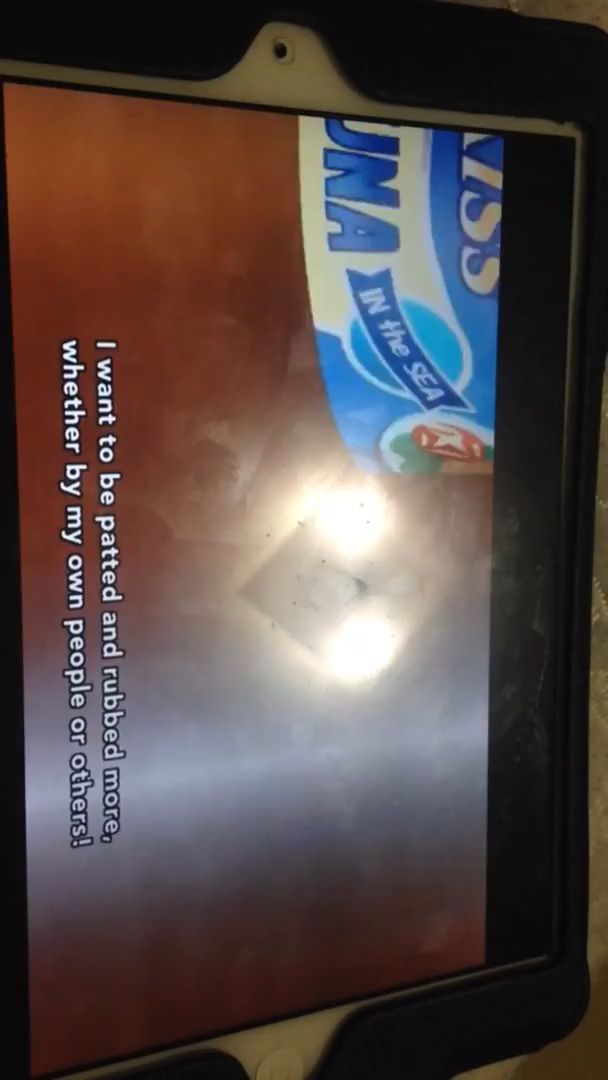 VISS
UNA
IN the SEA
I want to be patted and rubbed more,
whether by my own people or others!